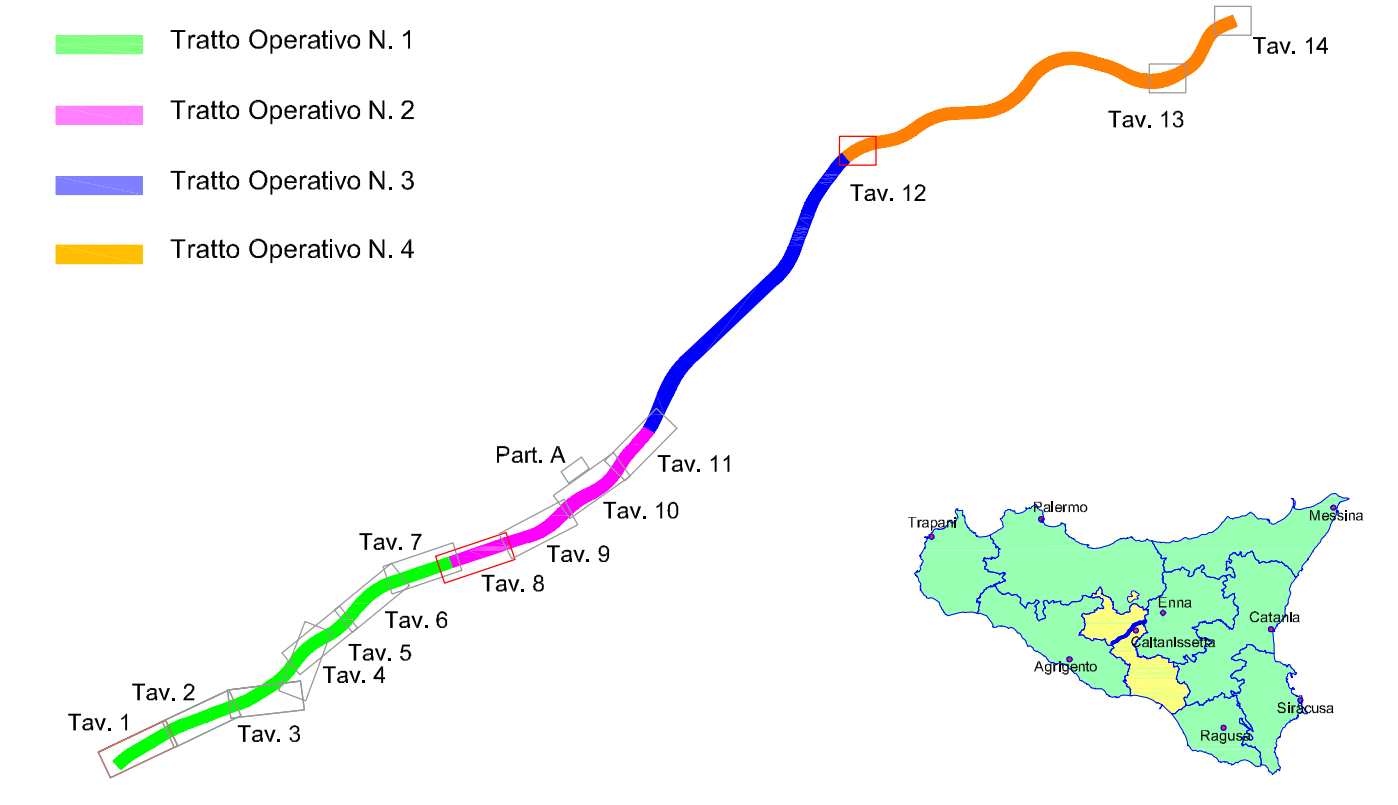 Tratto Operativo N. 1
Tratto Operativo N. 2
Tratto Operativo N. 3
Tratto Operativo N. 4
Tav. 14
Tav. 13
Tav. 12
Part. A
Tav. 11
Tav. 10
Tav. 9
Tav. 8
Tav. 7
Tav. 6
Tav. 5
Tav. 4
Tav. 3
Tav. 2
Tav. 1
Palermo
Trapani
Messina
Enna
Catania
Caltanissetta
Agrigento
Siracusa
Ragusa